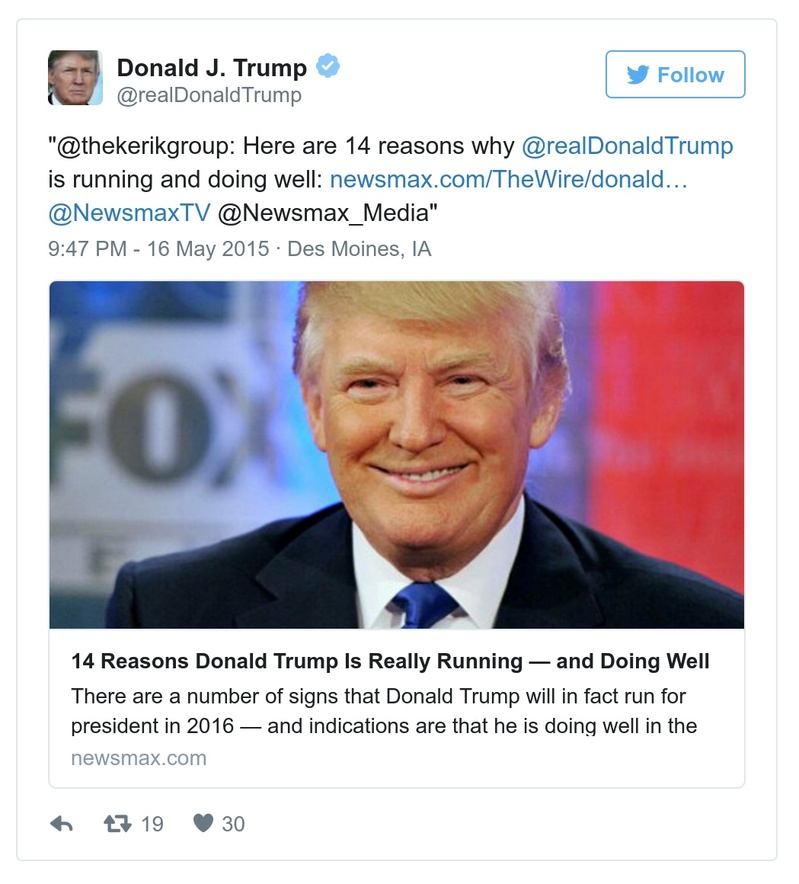 Donald J. Trump
@realDonaldTrump
Follow
"@thekerikgroup: Here are 14 reasons why @realDonaldTrump
is running and doing well: newsmax.com/TheWire/donald…
@NewsmaxTV @Newsmax_Media"
9:47 PM - 16 May 2015 · Des Moines, IA
FOX
14 Reasons Donald Trump Is Really Running — and Doing Well
There are a number of signs that Donald Trump will in fact run for
president in 2016 — and indications are that he is doing well in the
newsmax.com
19 30